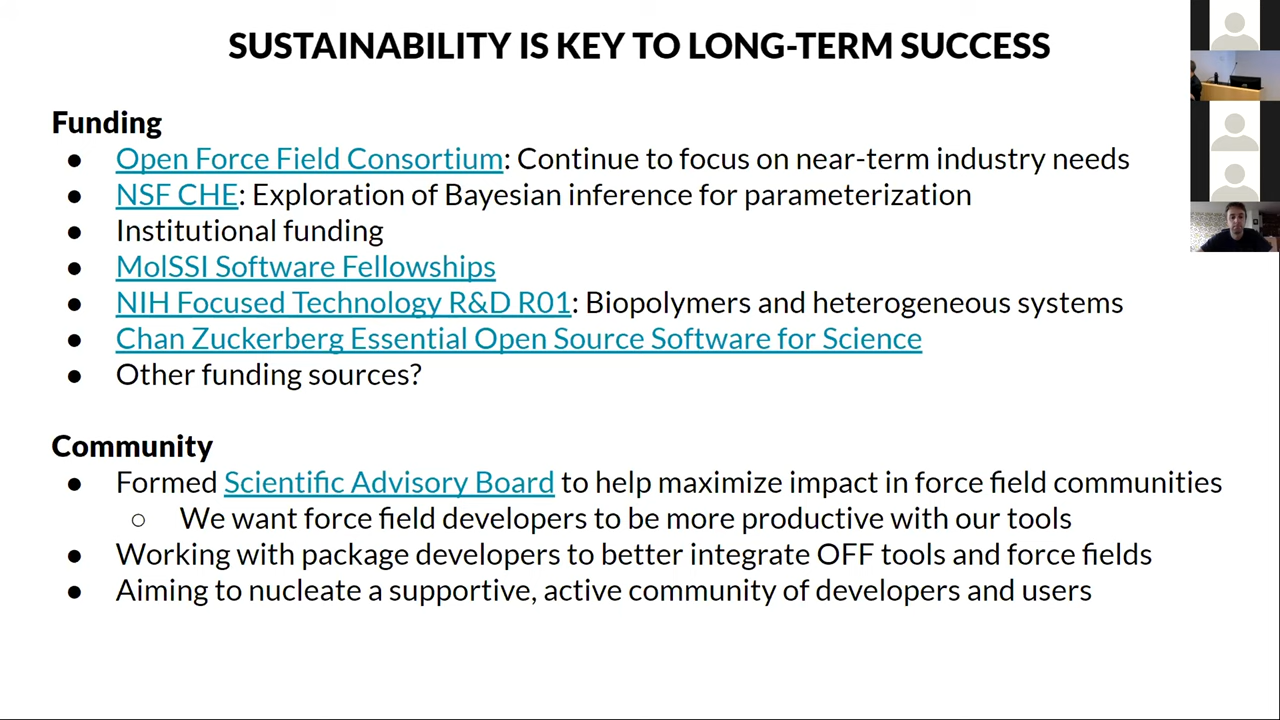 SUSTAINABILITY IS KEY TO LONG-TERM SUCCESS
Funding
● Open Force Field Consortium: Continue to focus on near-term industry needs
● NSF CHE: Exploration of Bayesian inference for parameterization
● Institutional funding
● MolSSI Software Fellowships
● NIH Focused Technology R&D R01: Biopolymers and heterogeneous systems
● Chan Zuckerberg Essential Open Source Software for Science
● Other funding sources?
Community
● Formed Scientific Advisory Board to help maximize impact in force field communities
○ We want force field developers to be more productive with our tools
● Working with package developers to better integrate OFF tools and force fields
● Aiming to nucleate a supportive, active community of developers and users